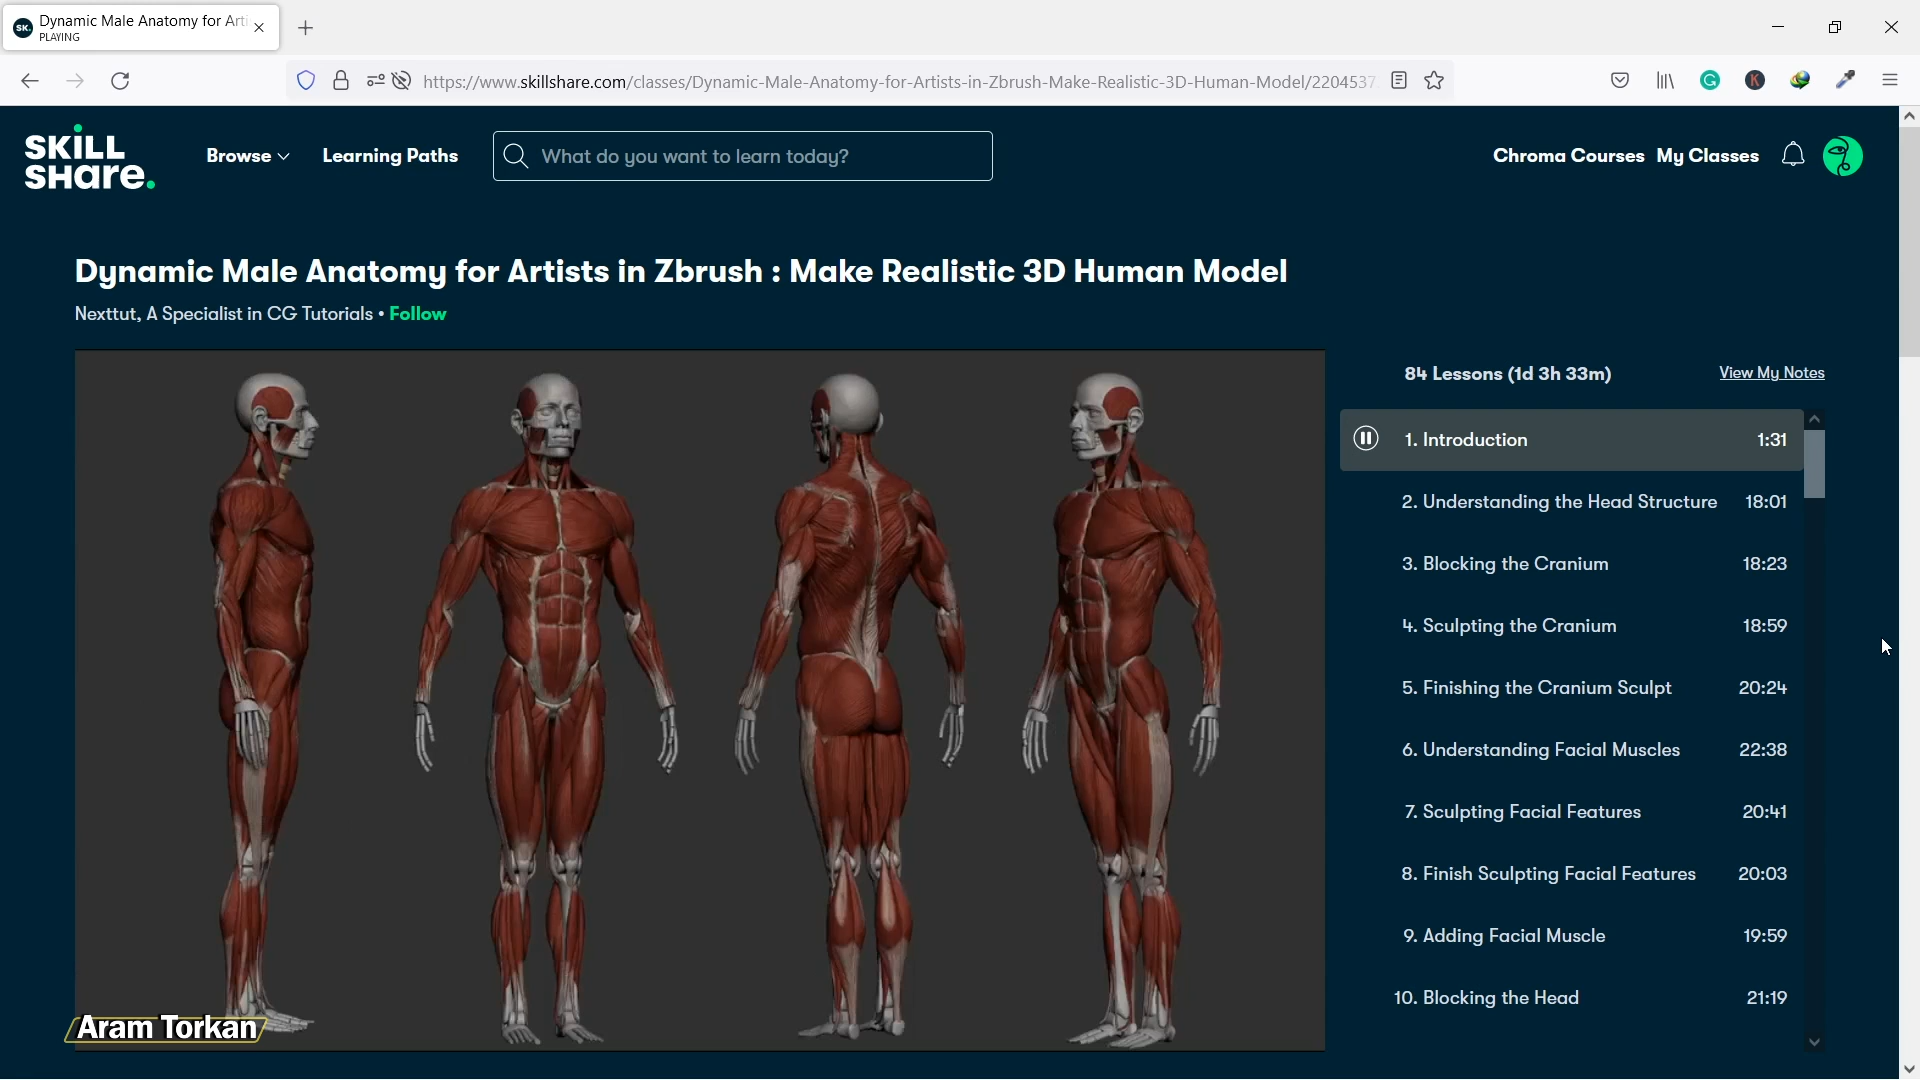 Dynamic Male Anatomy for Arti
PLAYING
https://www.skillshare.com/classes/Dynamic-Male-Anatomy-for-Artists-in-Zbrush-Make-Realistic-3D-Human-Model/2204537
SKiLL
SHare.
Browse
Learning Paths
What do you want to learn today?
Chroma Courses
My Classes
Dynamic Male Anatomy for Artists in Zbrush : Make Realistic 3D Human Model
Nexttut, A Specialist in CG Tutorials • Follow
84 Lessons (1d 3h 33m)
View My Notes
1. Introduction 1:31
2. Understanding the Head Structure 18:01
3. Blocking the Cranium 18:23
4. Sculpting the Cranium 18:59
5. Finishing the Cranium Sculpt 20:24
6. Understanding Facial Muscles 22:38
7. Sculpting Facial Features 20:41
8. Finish Sculpting Facial Features 20:03
9. Adding Facial Muscle 19:59
10. Blocking the Head 21:19
Aram Torkan